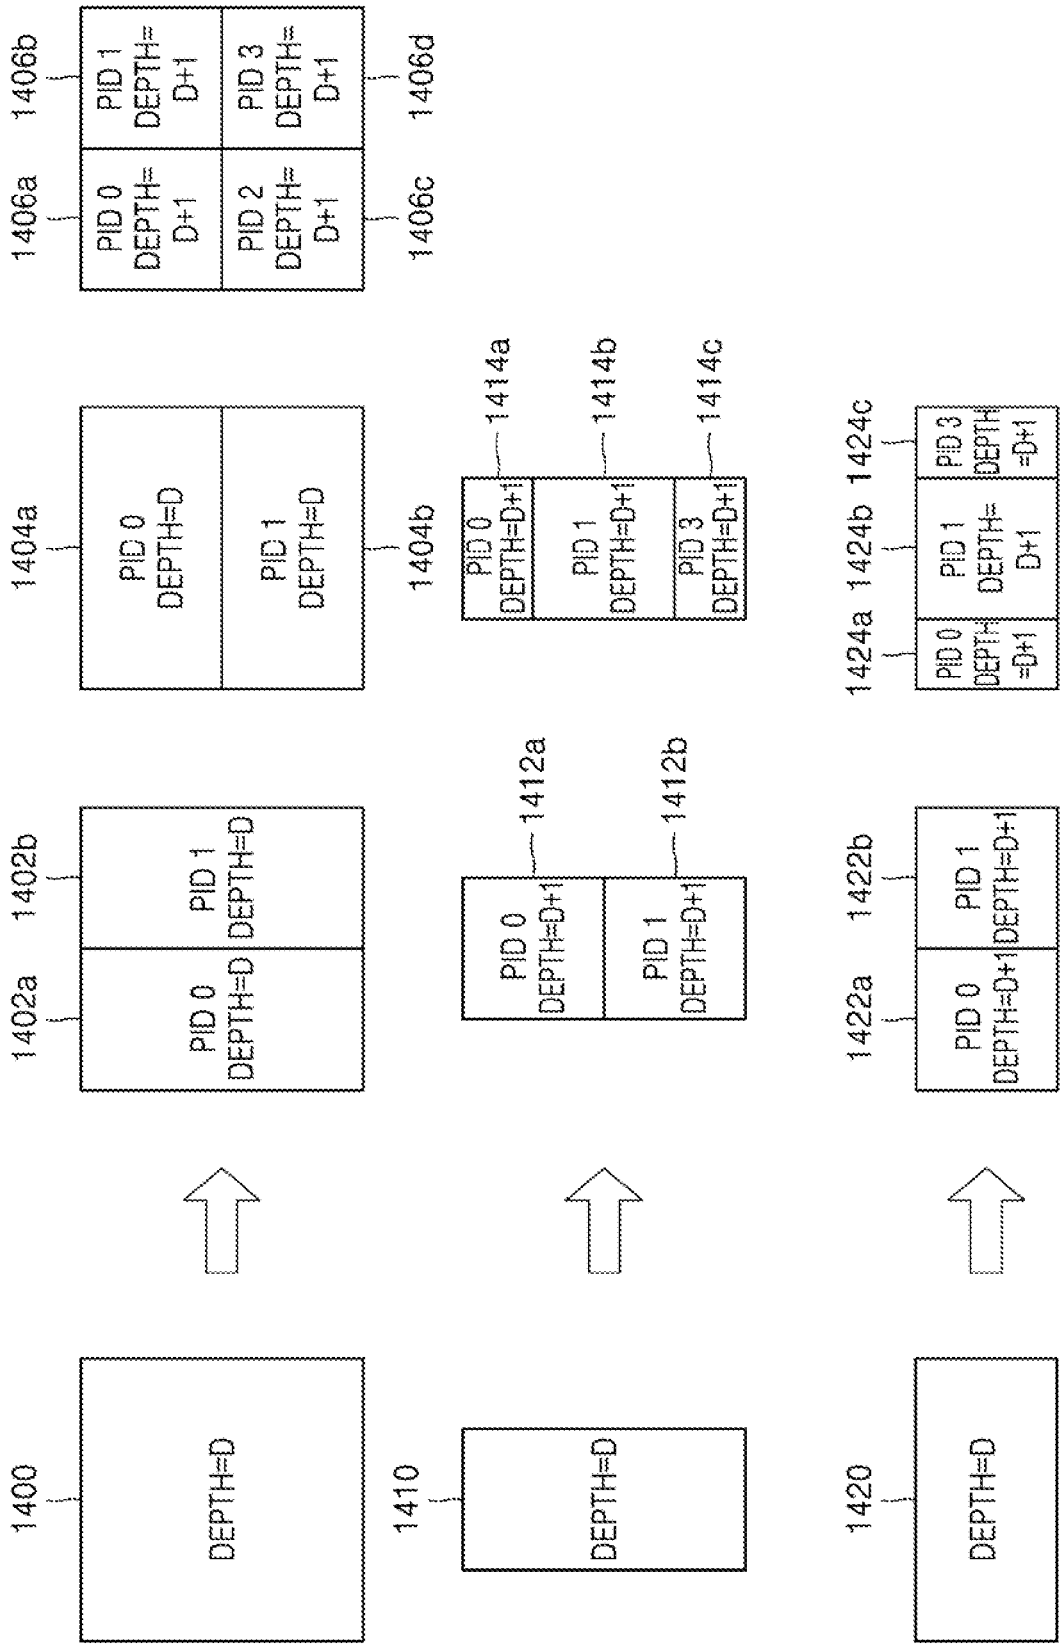 1400
DEPTH=D
1402a
1402b
PID 0
DEPTH=D
PID 1
DEPTH=D
1404a
PID 0
DEPTH=D
PID 1
DEPTH=D
1404b
1406a
1406b
PID 0
DEPTH=
D+1
PID 1
DEPTH=
D+1
PID 2
DEPTH=
D+1
PID 3
DEPTH=
D+1
1406c
1406d
1410
DEPTH=D
PID 0
DEPTH=D+1
1412a
PID 1
DEPTH=D+1
1412b
PID 0
DEPTH=D+1
1414a
PID 1
DEPTH=D+1
1414b
PID 3
DEPTH=D+1
1414c
1420
DEPTH=D
1422a
1422b
PID 0
DEPTH=D+1
PID 1
DEPTH=D+1
1424a
1424b
1424c
PID 0
DEPTH
=D+1
PID 1
DEPTH=
D+1
PID 3
DEPTH
=D+1